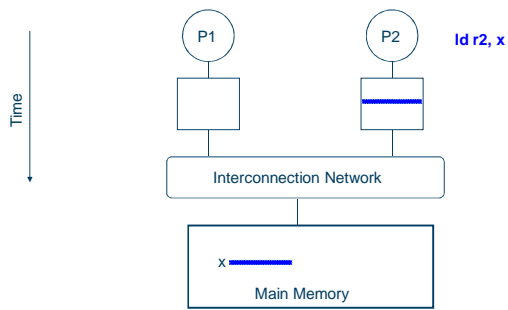 P1
P2
ld r2, x
Time
Interconnection Network
x
Main Memory